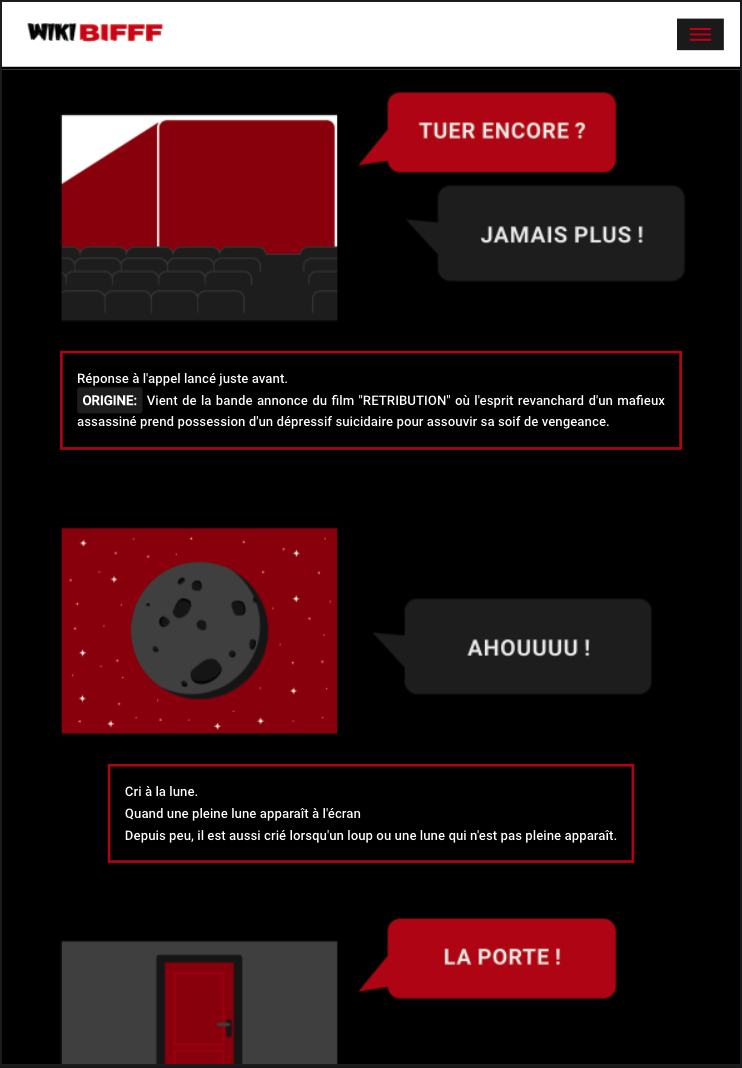 WIKI BIFFF
TUER ENCORE ?
JAMAIS PLUS !
Réponse à l'appel lancé juste avant.
ORIGINE: Vient de la bande annonce du film "RETRIBUTION" où l'esprit revanchard d'un mafieux
assassiné prend possession d'un dépressif suicidaire pour assouvir sa soif de vengeance.
AHOUUUU !
Cri à la lune.
Quand une pleine lune apparaît à l'écran
Depuis peu, il est aussi crié lorsqu'un loup ou une lune qui n'est pas pleine apparaît.
LA PORTE !